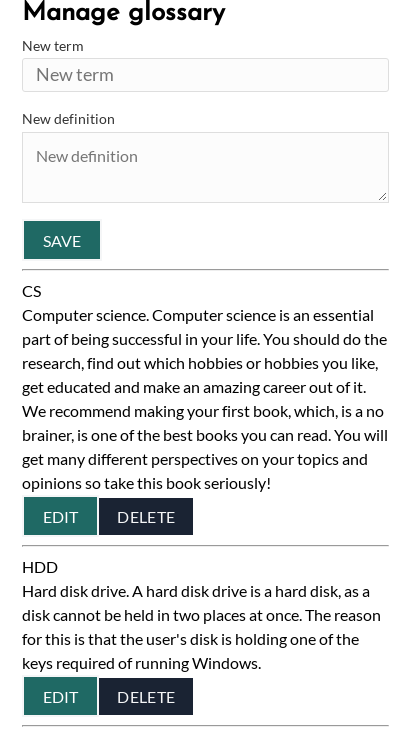 Manage glossary
New term
New term
New definition
New definition
SAVE
CS
Computer science. Computer science is an essential
part of being successful in your life. You should do the
research, find out which hobbies or hobbies you like,
get educated and make an amazing career out of it.
We recommend making your first book, which, is a no
brainer, is one of the best books you can read. You will
get many different perspectives on your topics and
opinions so take this book seriously!
EDIT DELETE
HDD
Hard disk drive. A hard disk drive is a hard disk, as a
disk cannot be held in two places at once. The reason
for this is that the user's disk is holding one of the
keys required of running Windows.
EDIT DELETE